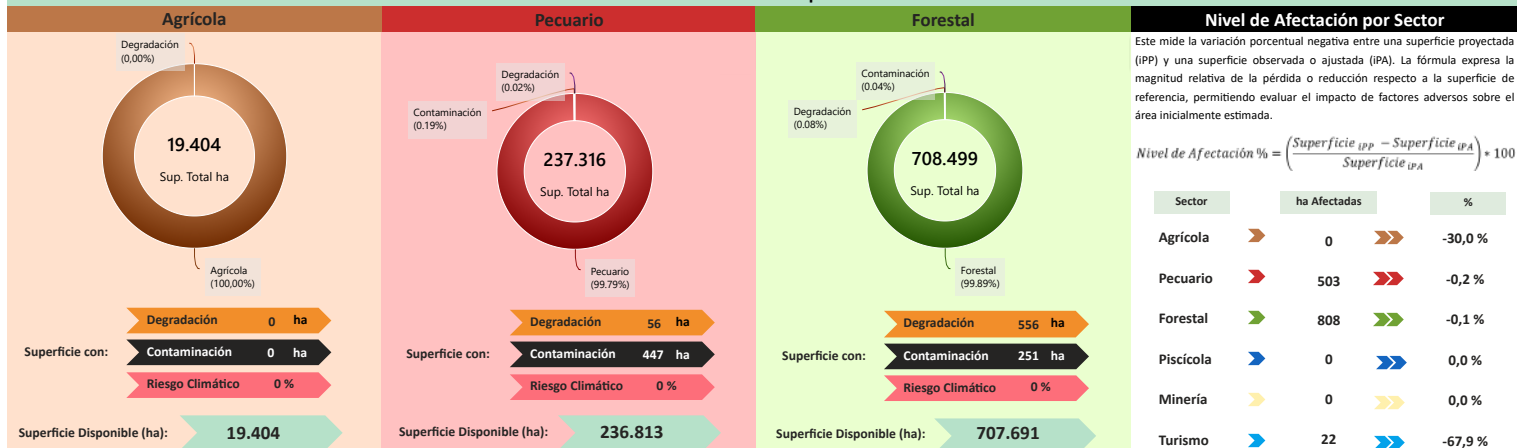 Agrícola
Degradación
(0,00%)
19.404
Sup. Total ha
Agrícola
(100,00%)
Degradación 0 ha
Superficie con: Contaminación 0 ha
Riesgo Climático 0 %
Superficie Disponible (ha): 19.404
Pecuario
Degradación
(0.02%)
Contaminación
(0.19%)
237.316
Sup. Total ha
Pecuario
(99.79%)
Degradación 56 ha
Superficie con: Contaminación 447 ha
Riesgo Climático 0 %
Superficie Disponible (ha): 236.813
Forestal
Contaminación
(0.04%)
Degradación
(0.08%)
708.499
Sup. Total ha
Forestal
(99.89%)
Degradación 556 ha
Superficie con: Contaminación 251 ha
Riesgo Climático 0 %
Superficie Disponible (ha): 707.691
Nivel de Afectación por Sector
Este mide la variación porcentual negativa entre una superficie proyectada
(iPP) y una superficie observada o ajustada (iPA). La fórmula expresa la
magnitud relativa de la pérdida o reducción respecto a la superficie de
referencia, permitiendo evaluar el impacto de factores adversos sobre el
área inicialmente estimada.
Nivel de Afectación % = (Superficie iPP − Superficie iPA / Superficie iPA) * 100
Sector ha Afectadas %
Agrícola 0 -30,0 %
Pecuario 503 -0,2 %
Forestal 808 -0,1 %
Piscícola 0 0,0 %
Minería 0 0,0 %
Turismo 22 -67,9 %